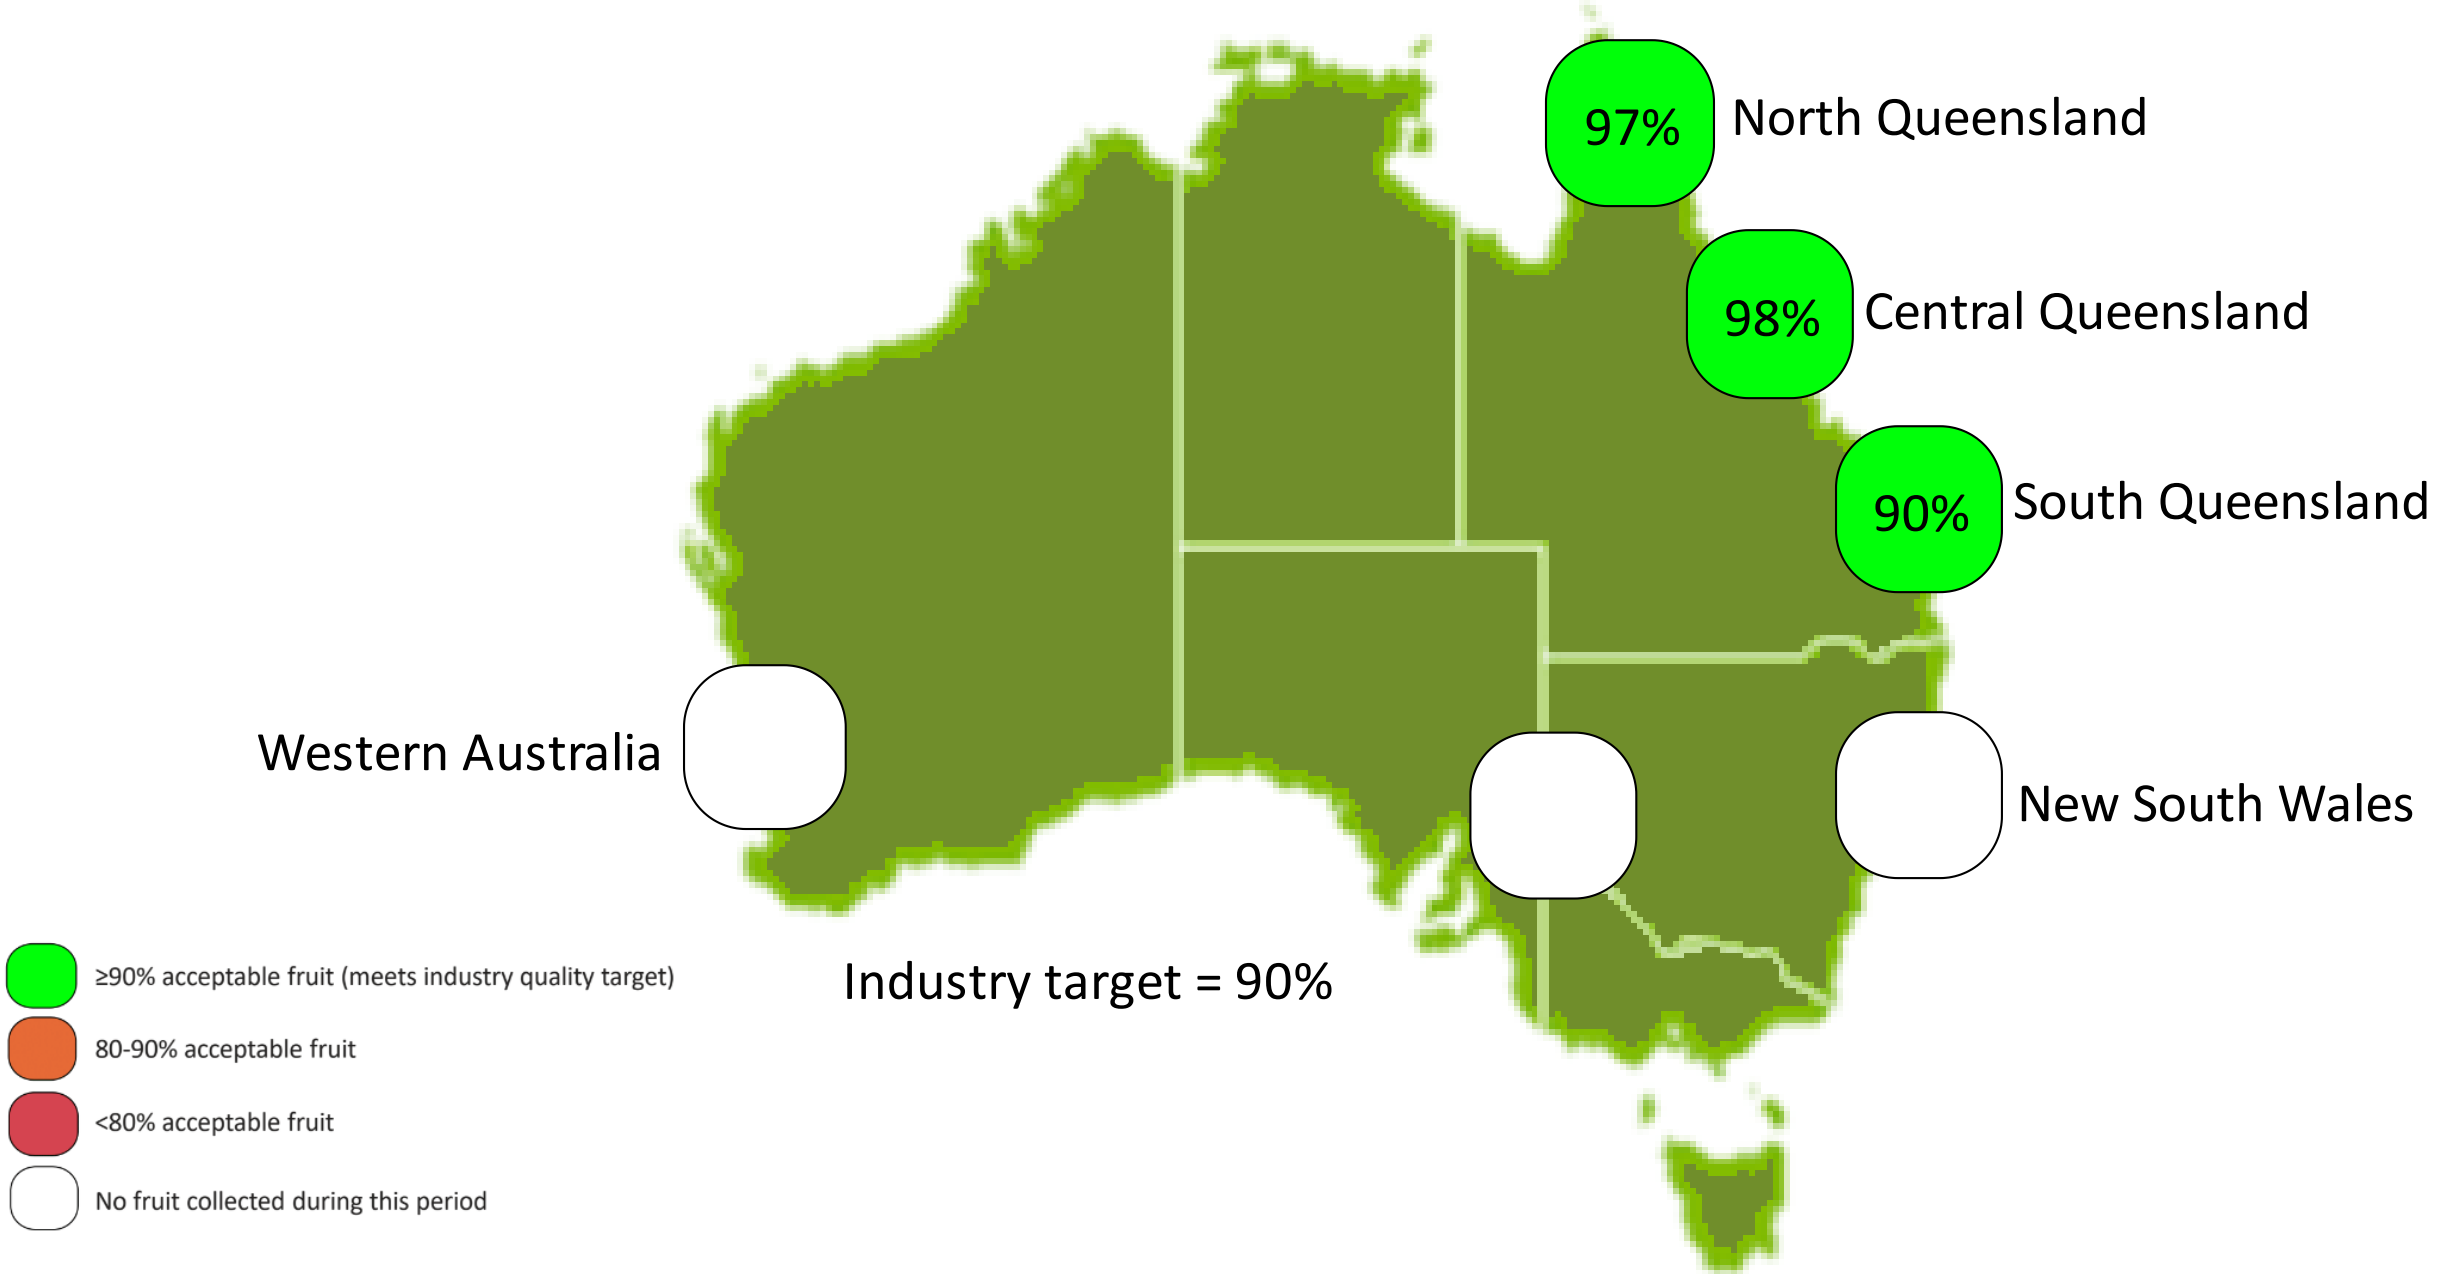 97%
North Queensland
98%
Central Queensland
90%
South Queensland
Western Australia
New South Wales
Industry target = 90%
≥90% acceptable fruit (meets industry quality target)
80-90% acceptable fruit
<80% acceptable fruit
No fruit collected during this period